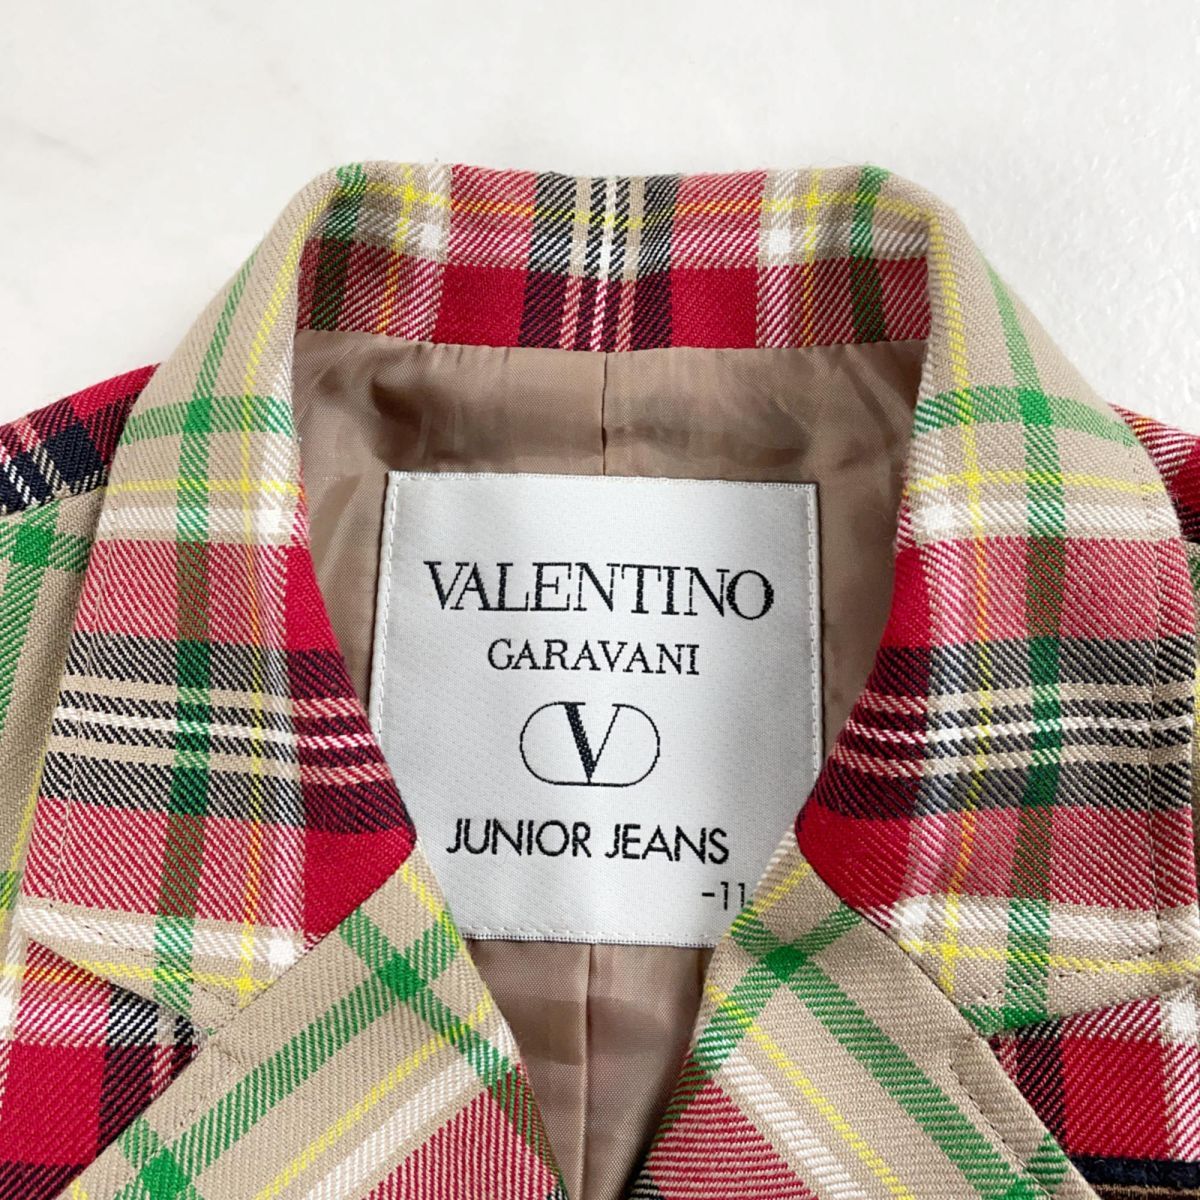 VALENTINO
GARAVANI
V
JUNIOR JEANS
-11